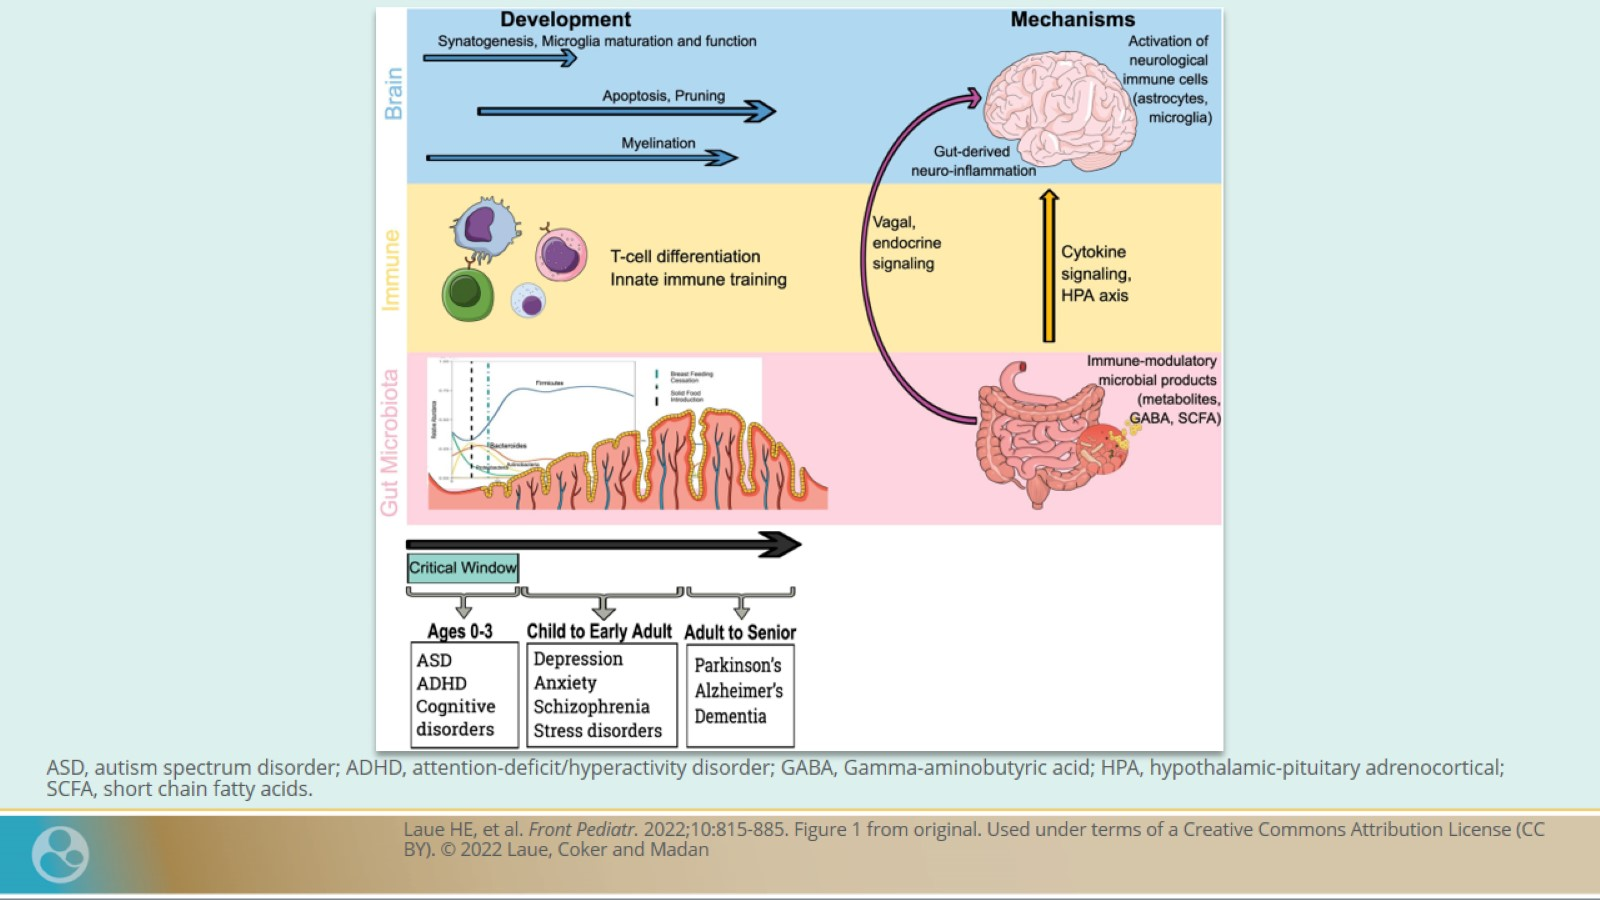 Development
Synatogenesis, Microglia maturation and function
Apoptosis, Pruning
Myelination
Brain
Mechanisms
Activation of
neurological
immune cells
(astrocytes,
microglia)
Gut-derived
neuro-inflammation
Immune
T-cell differentiation
Innate immune training
Vagal,
endocrine
signaling
Cytokine
signaling,
HPA axis
Gut Microbiota
Firmicutes
Bacteroides
Breast Feeding
Cessation
Solid Food
Introduction
Immune-modulatory
microbial products
(metabolites,
GABA, SCFA)
Critical Window
Ages 0-3
ASD
ADHD
Cognitive
disorders
Child to Early Adult
Depression
Anxiety
Schizophrenia
Stress disorders
Adult to Senior
Parkinson's
Alzheimer's
Dementia
ASD, autism spectrum disorder; ADHD, attention-deficit/hyperactivity disorder; GABA, Gamma-aminobutyric acid; HPA, hypothalamic-pituitary adrenocortical;
SCFA, short chain fatty acids.
Laue HE, et al. Front Pediatr. 2022;10:815-885. Figure 1 from original. Used under terms of a Creative Commons Attribution License (CC
BY). © 2022 Laue, Coker and Madan